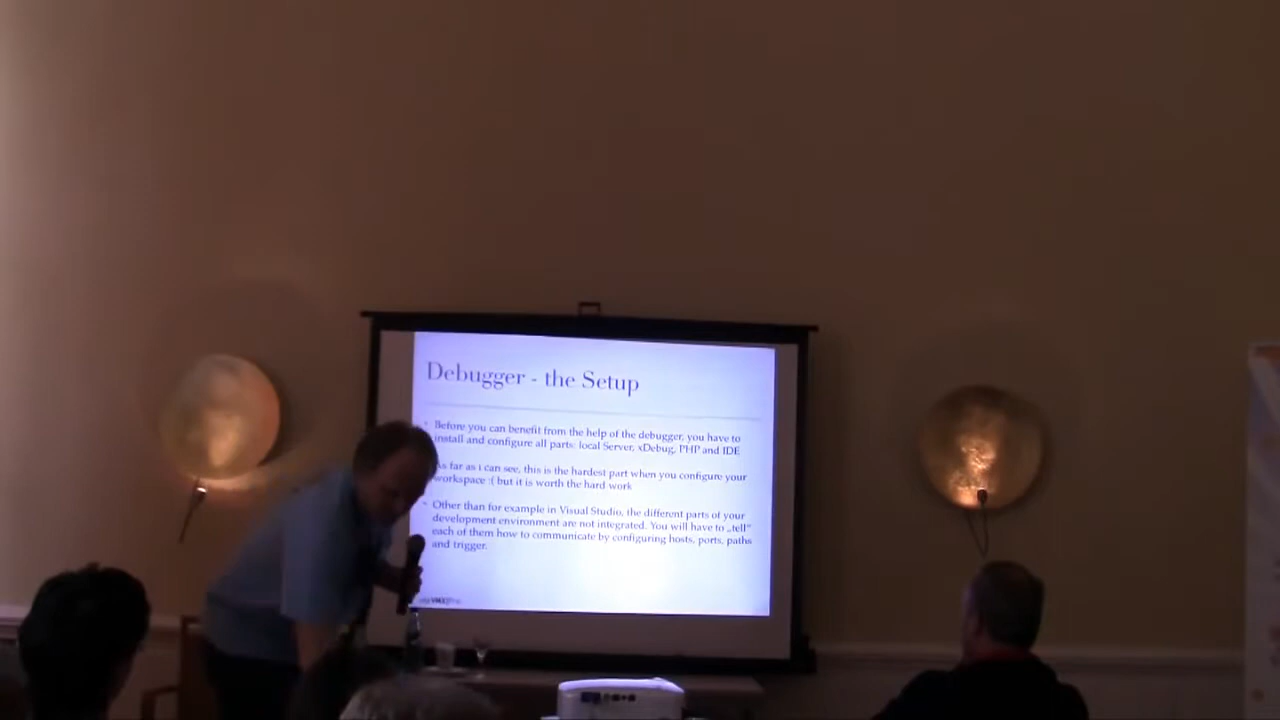 Debugger - the Setup
Before you can benefit from the help of the debugger, you have to
install and configure all parts: local Server, xDebug, PHP and IDE
As far as i can see, this is the hardest part when you configure your
workspace :( but it is worth the hard work
Other than for example in Visual Studio, the different parts of your
development environment are not integrated. You will have to „tell"
each of them how to communicate by configuring hosts, ports, paths
and trigger.